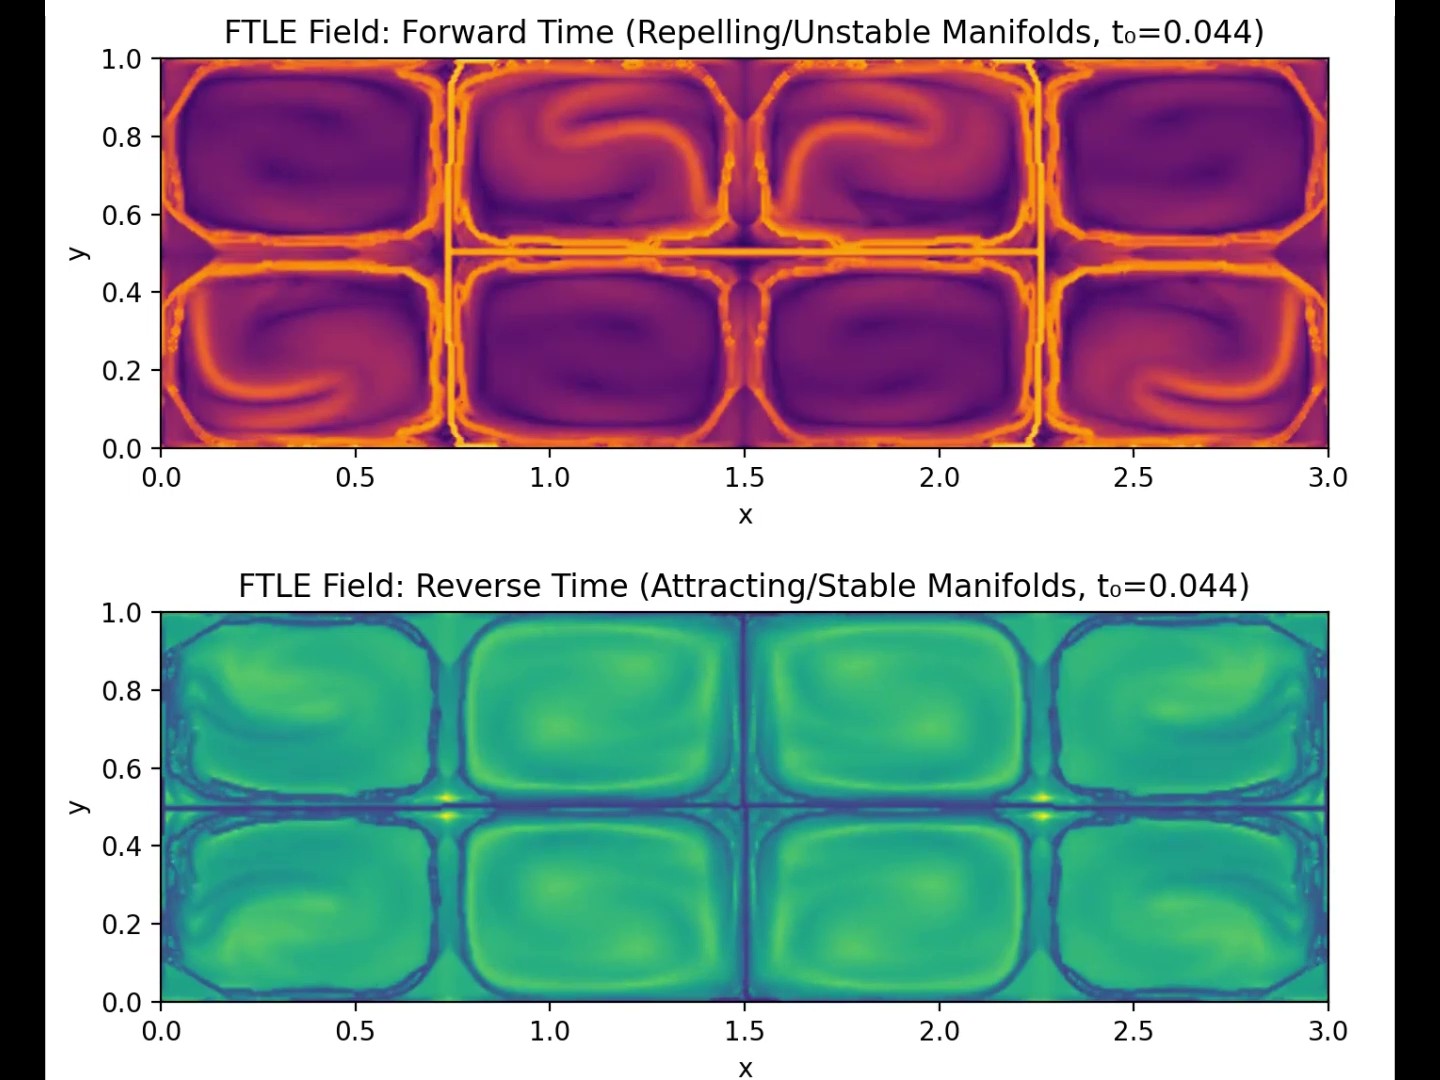 FTLE Field: Forward Time (Repelling/Unstable Manifolds, t₀=0.044)
1.0
0.8
0.6
0.4
0.2
0.0
y
0.0 0.5 1.0 1.5 2.0 2.5 3.0
x
FTLE Field: Reverse Time (Attracting/Stable Manifolds, t₀=0.044)
1.0
0.8
0.6
0.4
0.2
0.0
y
0.0 0.5 1.0 1.5 2.0 2.5 3.0
x